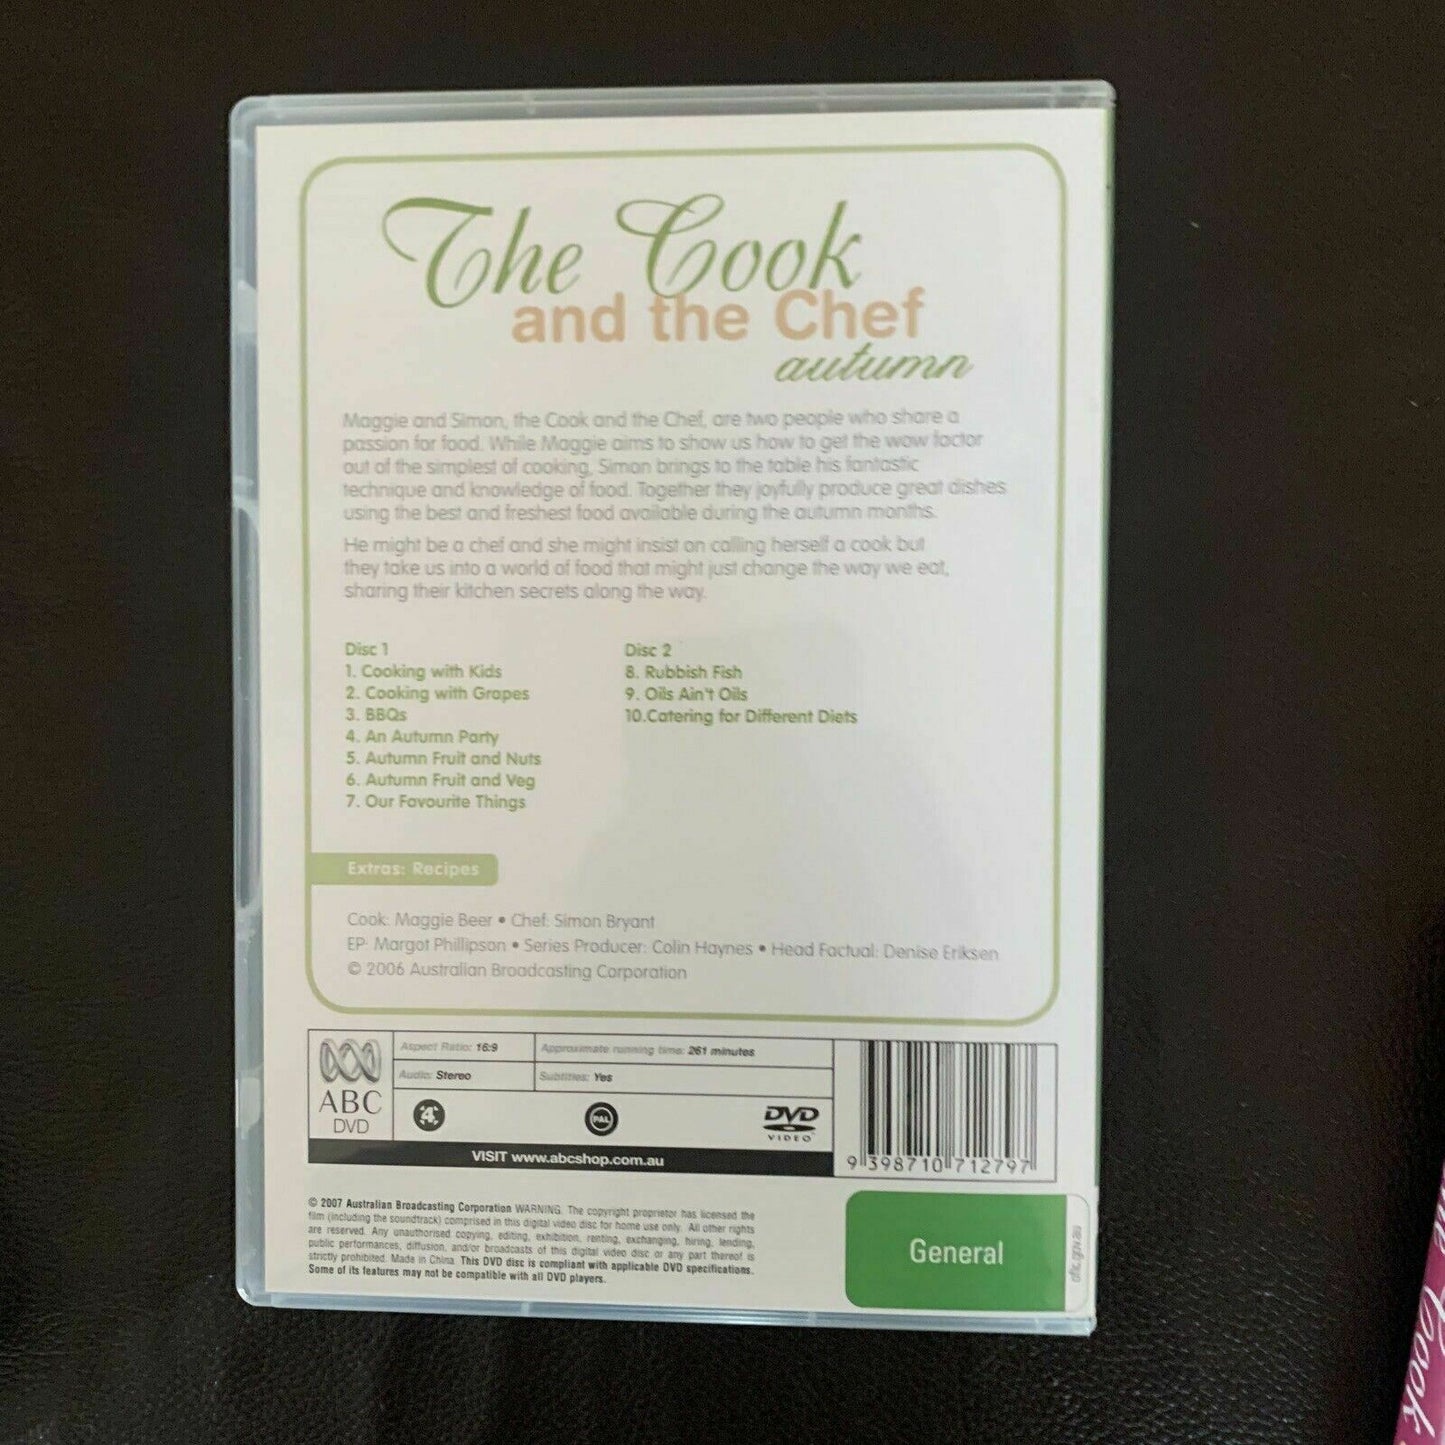 The Cook
and the Chef
autumn
Maggie and Simon, the Cook and the Chef, are two people who share a
passion for food. While Maggie aims to show us how to get the wow factor
out of the simplest of cooking, Simon brings to the table his fantastic
technique and knowledge of food. Together they joyfully produce great dishes
using the best and freshest food available during the autumn months.
He might be a chef and she might insist on calling herself a cook but
they take us into a world of food that might just change the way we eat,
sharing their kitchen secrets along the way.
Disc 1
1. Cooking with Kids
2. Cooking with Grapes
3. BBQs
4. An Autumn Party
5. Autumn Fruit and Nuts
6. Autumn Fruit and Veg
7. Our Favourite Things
Disc 2
8. Rubbish Fish
9. Oils Ain't Oils
10.Catering for Different Diets
Extras: Recipes
Cook: Maggie Beer • Chef: Simon Bryant
EP: Margot Phillipson • Series Producer: Colin Haynes • Head Factual: Denise Eriksen
© 2006 Australian Broadcasting Corporation
ABC
DVD
Aspect Ratio: 16:9
Approximate running time: 261 minutes
Audio: Stereo
Subtitles: Yes
4
PAL
DVD
VIDEO
VISIT www.abcshop.com.au
9 398710 712797
© 2007 Australian Broadcasting Corporation WARNING. The copyright proprietor has licensed the
film (including the soundtrack) comprised in this digital video disc for home use only. All other rights
are reserved. Any unauthorised copying, editing, exhibition, renting, exchanging, hiring, lending,
public performances, diffusion, and/or broadcasts of this digital video disc or any part thereof is
strictly prohibited. Made in China. This DVD disc is compliant with applicable DVD specifications.
Some of its features may not be compatible with all DVD players.
General
oflc.gov.au
Cook